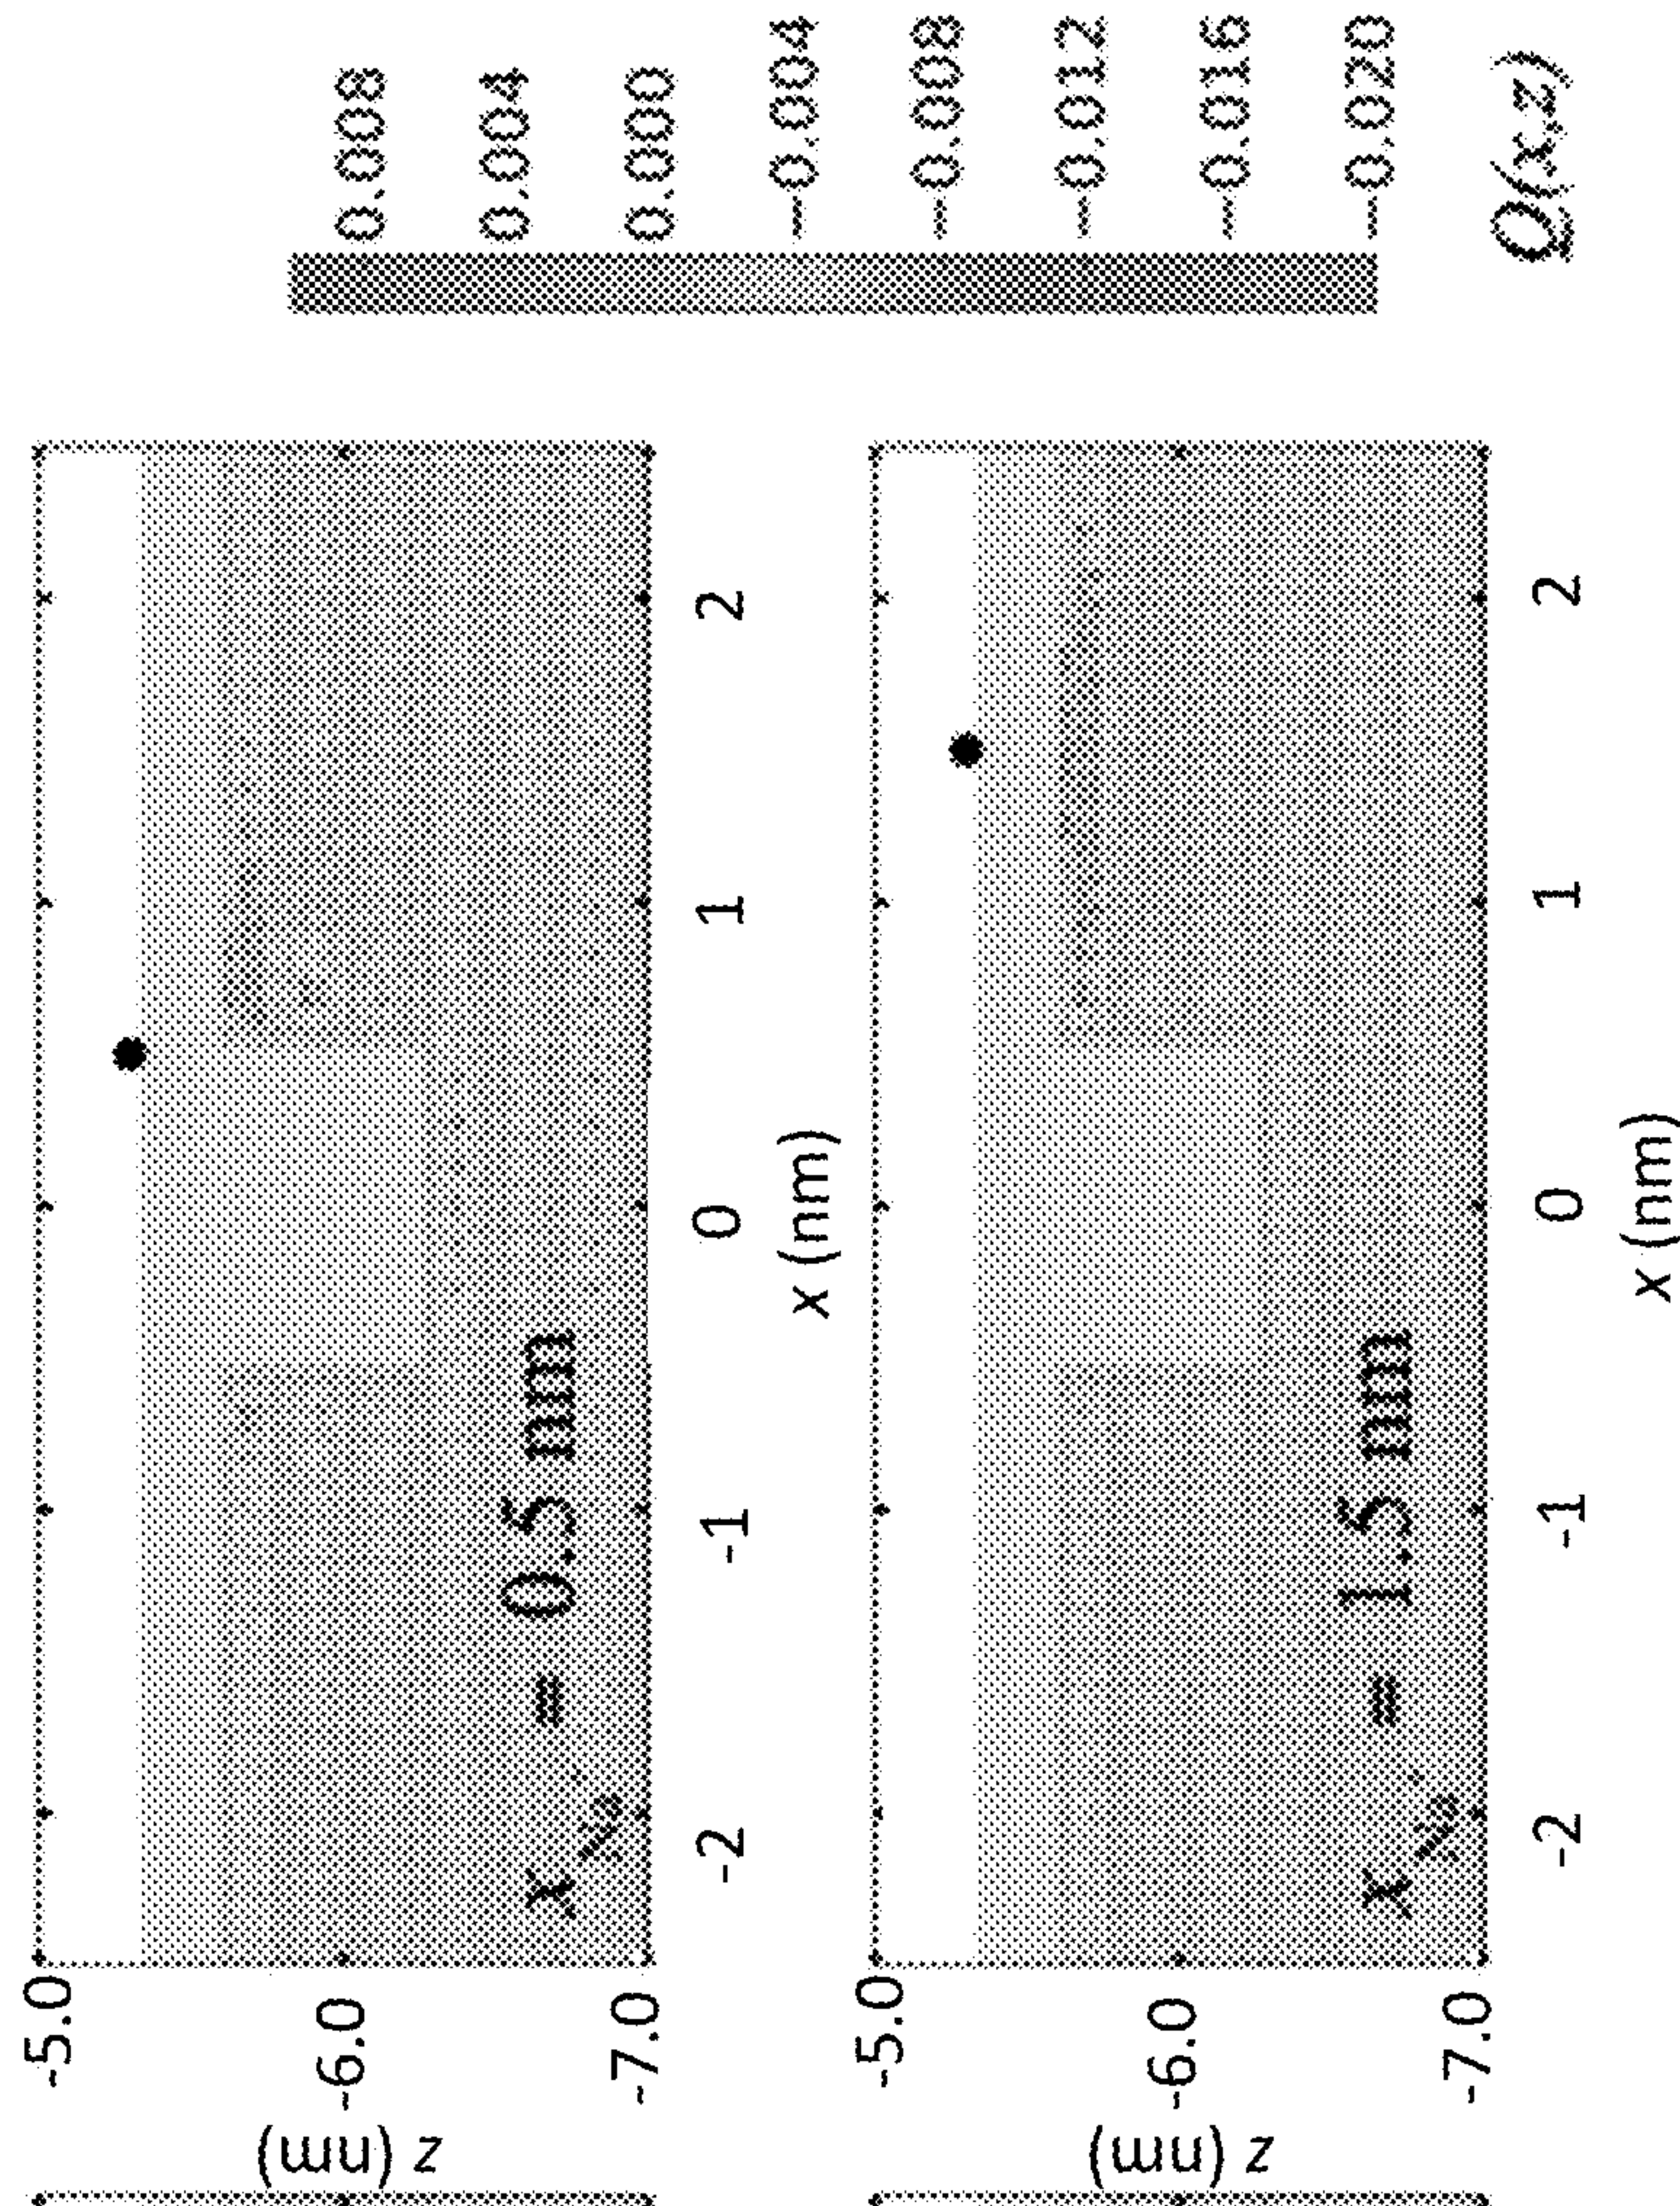 z (nm)
-5.0
-6.0
-7.0
x Na = 0.5 nm
-2 -1 0 1 2
x (nm)
z (nm)
-5.0
-6.0
-7.0
x Na = 1.5 nm
-2 -1 0 1 2
x (nm)
0.008
0.004
0.000
−0.004
−0.008
−0.012
−0.016
−0.020
Q(x,z)